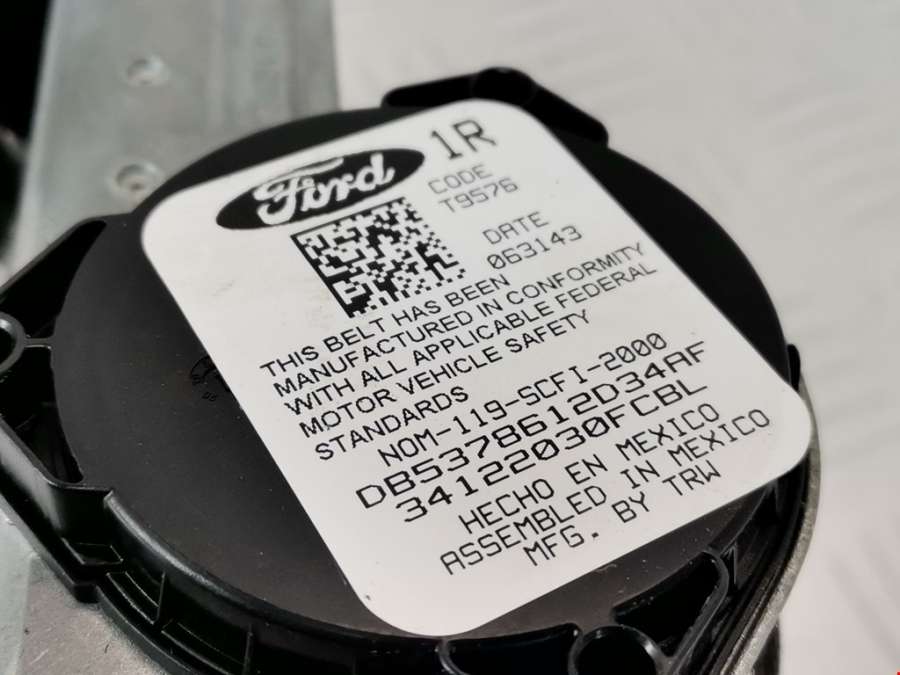 Ford
1R
CODE
T9576
DATE
063143
THIS BELT HAS BEEN
MANUFACTURED IN CONFORMITY
WITH ALL APPLICABLE FEDERAL
MOTOR VEHICLE SAFETY
STANDARDS
NOM-119-SCFI-2000
DB5378612D34AF
34122030FCBL
HECHO EN MEXICO
ASSEMBLED IN MEXICO
MFG. BY TRW